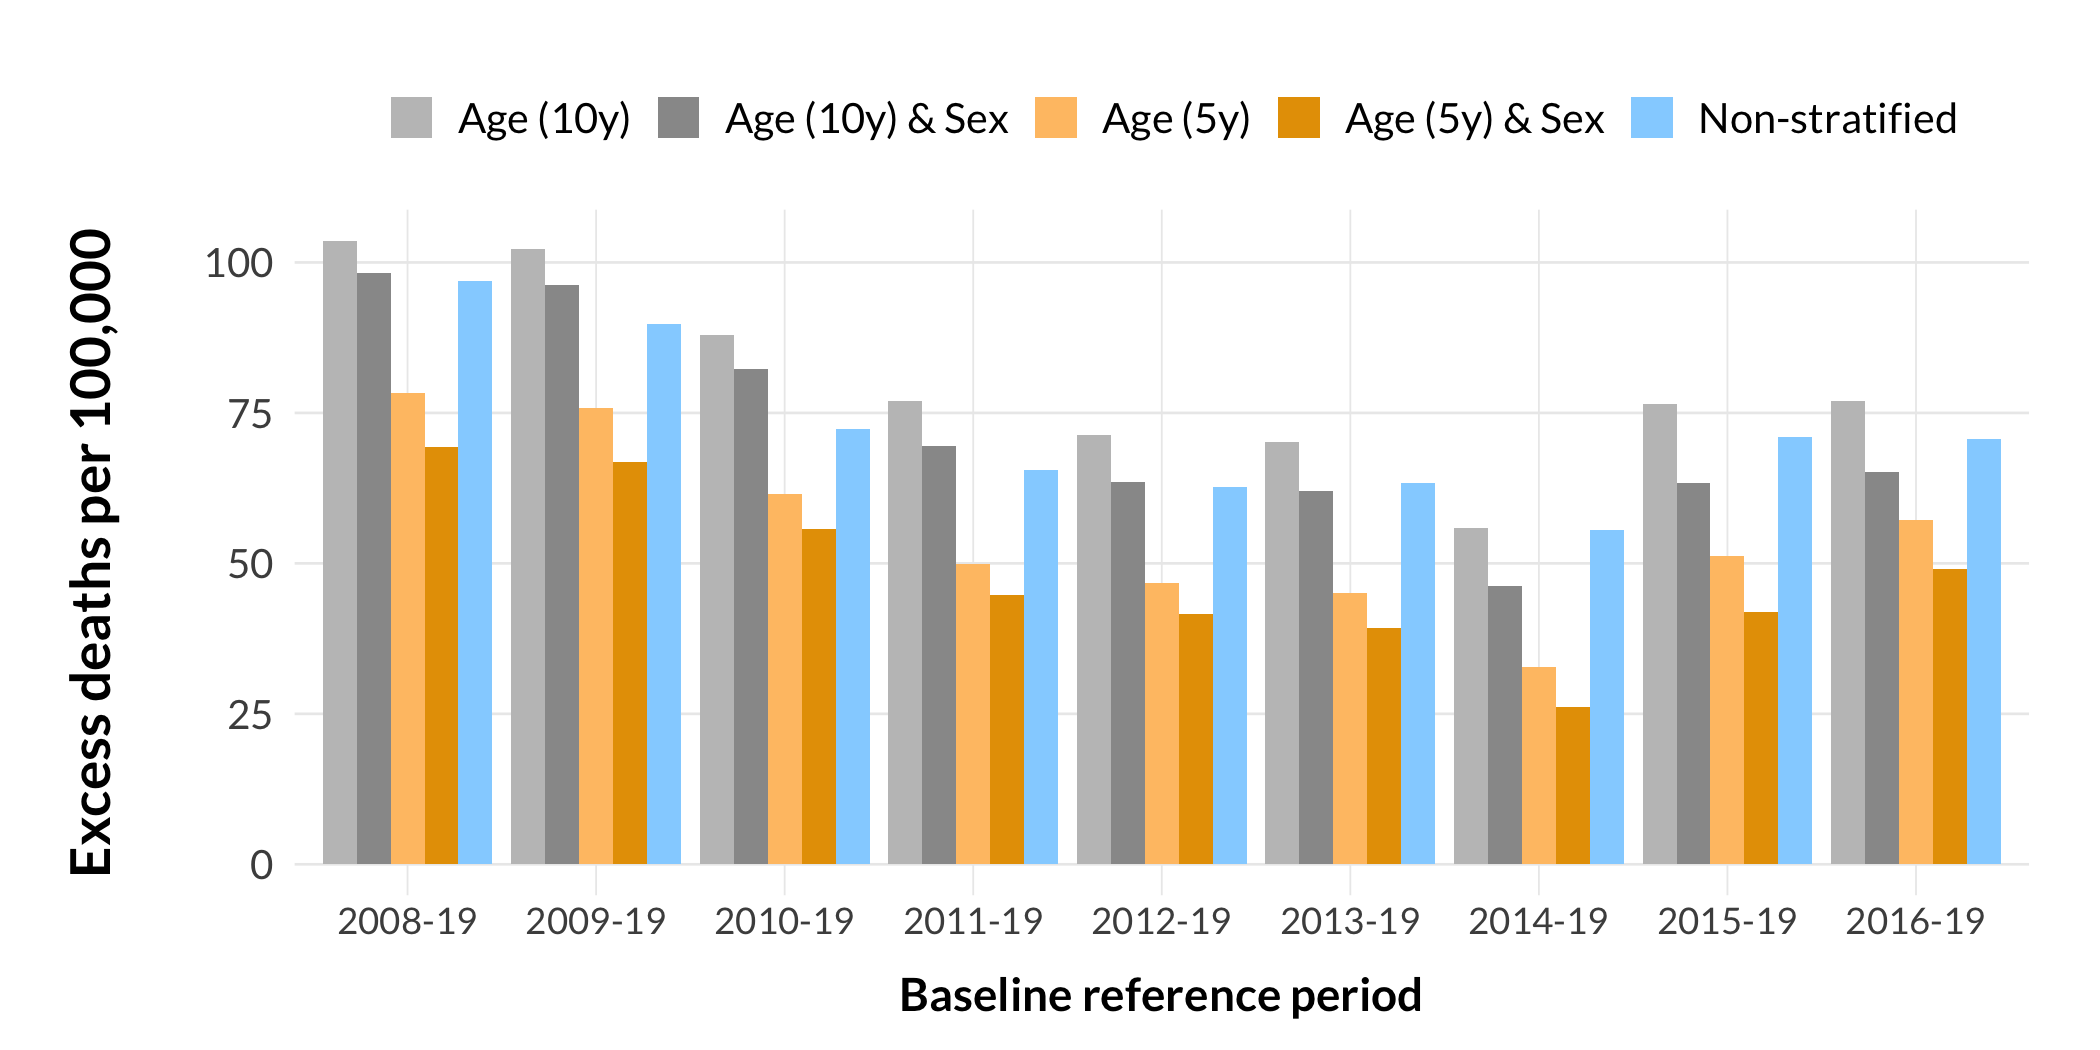 Age (10y) Age (10y) & Sex Age (5y) Age (5y) & Sex Non-stratified
Excess deaths per 100,000
100
75
50
25
0
2008-19 2009-19 2010-19 2011-19 2012-19 2013-19 2014-19 2015-19 2016-19
Baseline reference period